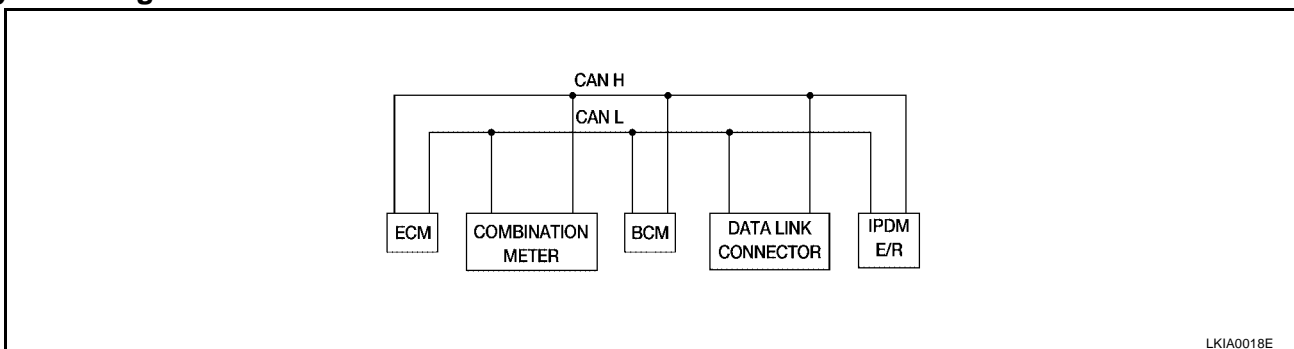 CAN H
CAN L
ECM
COMBINATION
METER
BCM
DATA LINK
CONNECTOR
IPDM
E/R
LKIA0018E